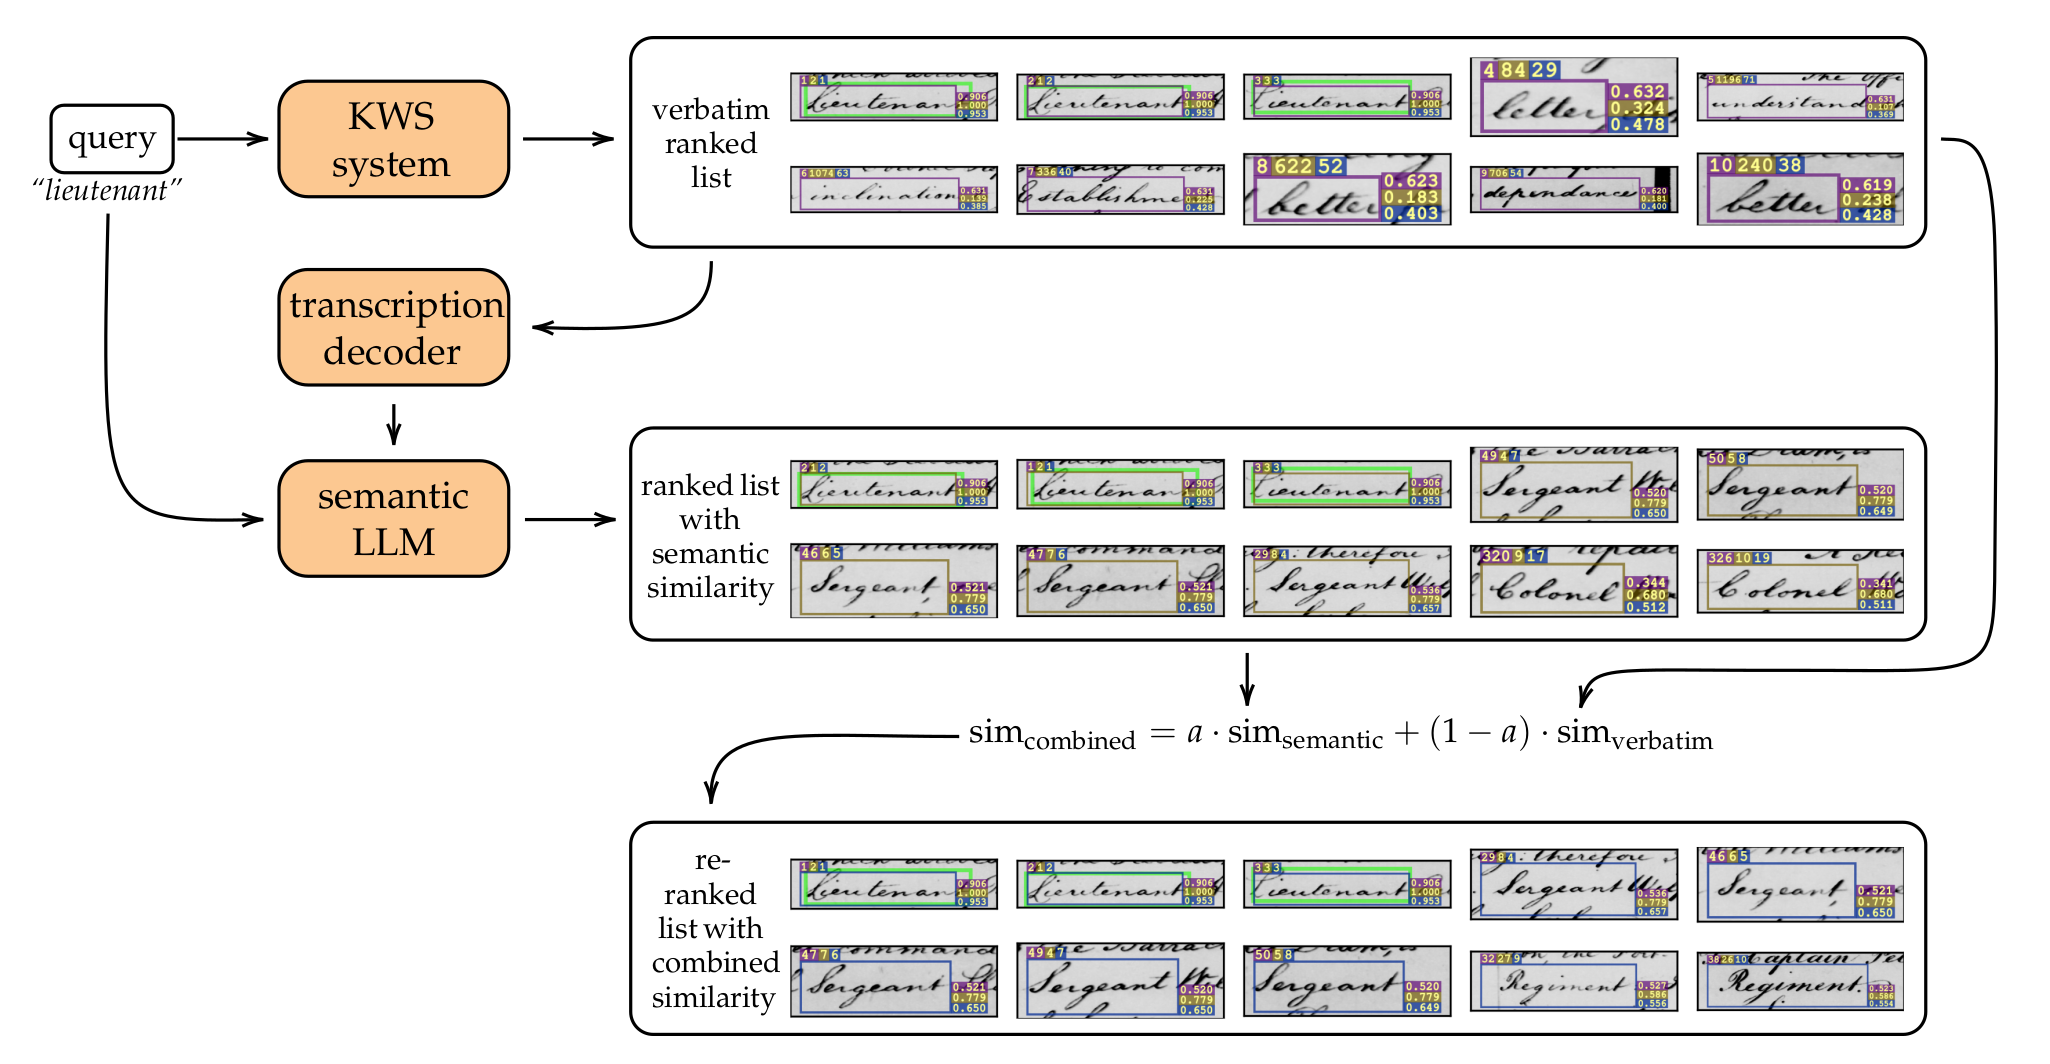 query
“lieutenant”
KWS
system
verbatim
ranked
list
1 2 1
Lieutenan
0.906
1.000
0.953
2 1 2
Lieutenant
0.906
1.000
0.953
3 3 3
Lieutenant
0.906
1.000
0.953
4 84 29
letter
0.632
0.324
0.478
5 1196 71
The Offi
understand
0.631
0.107
0.369
6 1074 63
inclination
0.631
0.139
0.385
7 336 40
Establishme
0.631
0.225
0.428
8 622 52
better
0.623
0.183
0.403
9 706 54
dependance
0.620
0.181
0.400
10 240 38
better
0.619
0.238
0.428
transcription
decoder
semantic
LLM
ranked list
with
semantic
similarity
2 1 2
Lieutenant
0.906
1.000
0.953
1 2 1
Lieutenan
0.906
1.000
0.953
3 3 3
Lieutenant
0.906
1.000
0.953
49 4 7
Sergeant
0.520
0.779
0.650
50 5 8
Sergeant
0.520
0.779
0.649
46 6 5
Sergeant,
0.521
0.779
0.650
47 7 6
command
Sergeant
0.521
0.779
0.650
29 8 4
therefore
Sergeant
0.536
0.779
0.657
320 9 17
Colonel
0.344
0.680
0.512
326 10 19
Colonel
0.341
0.680
0.511
sim combined = a · sim semantic + (1 − a) · sim verbatim
re-
ranked
list with
combined
similarity
1 2 1
Lieutenan
0.906
1.000
0.953
2 1 2
Lieutenant
0.906
1.000
0.953
3 3 3
Lieutenant
0.906
1.000
0.953
29 8 4
therefore
Sergeant
0.536
0.779
0.657
46 6 5
Sergeant,
0.521
0.779
0.650
47 7 6
command
Sergeant
0.521
0.779
0.650
49 4 7
Sergeant
0.520
0.779
0.650
50 5 8
Sergeant
0.520
0.779
0.649
32 27 9
Regiment
0.527
0.586
0.556
38 26 10
Captain
Regiment.
0.523
0.586
0.554